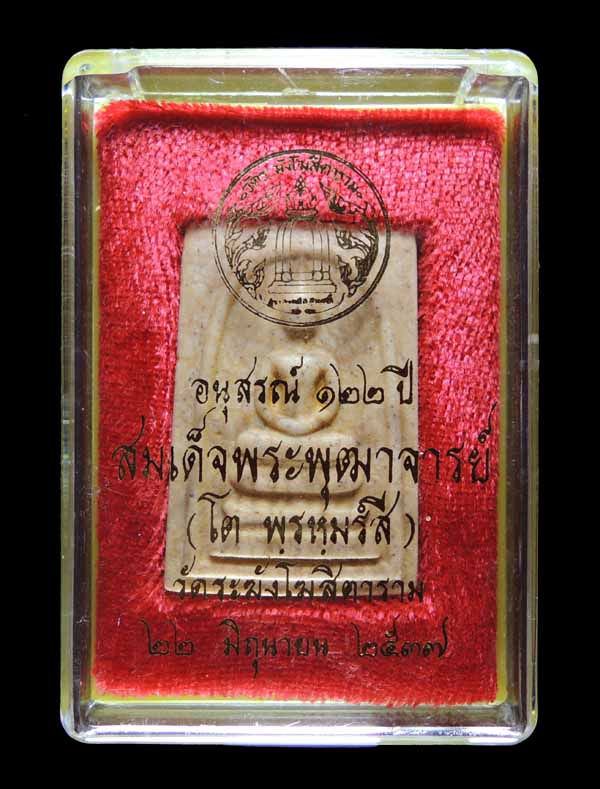 อนุสรณ์ ๑๒๒ ปี
สมเด็จพระพุฒาจารย์
(โต พฺรหฺมรํสี)
วัดระฆังโฆสิตาราม
๒๒ มิถุนายน ๒๕๓๗